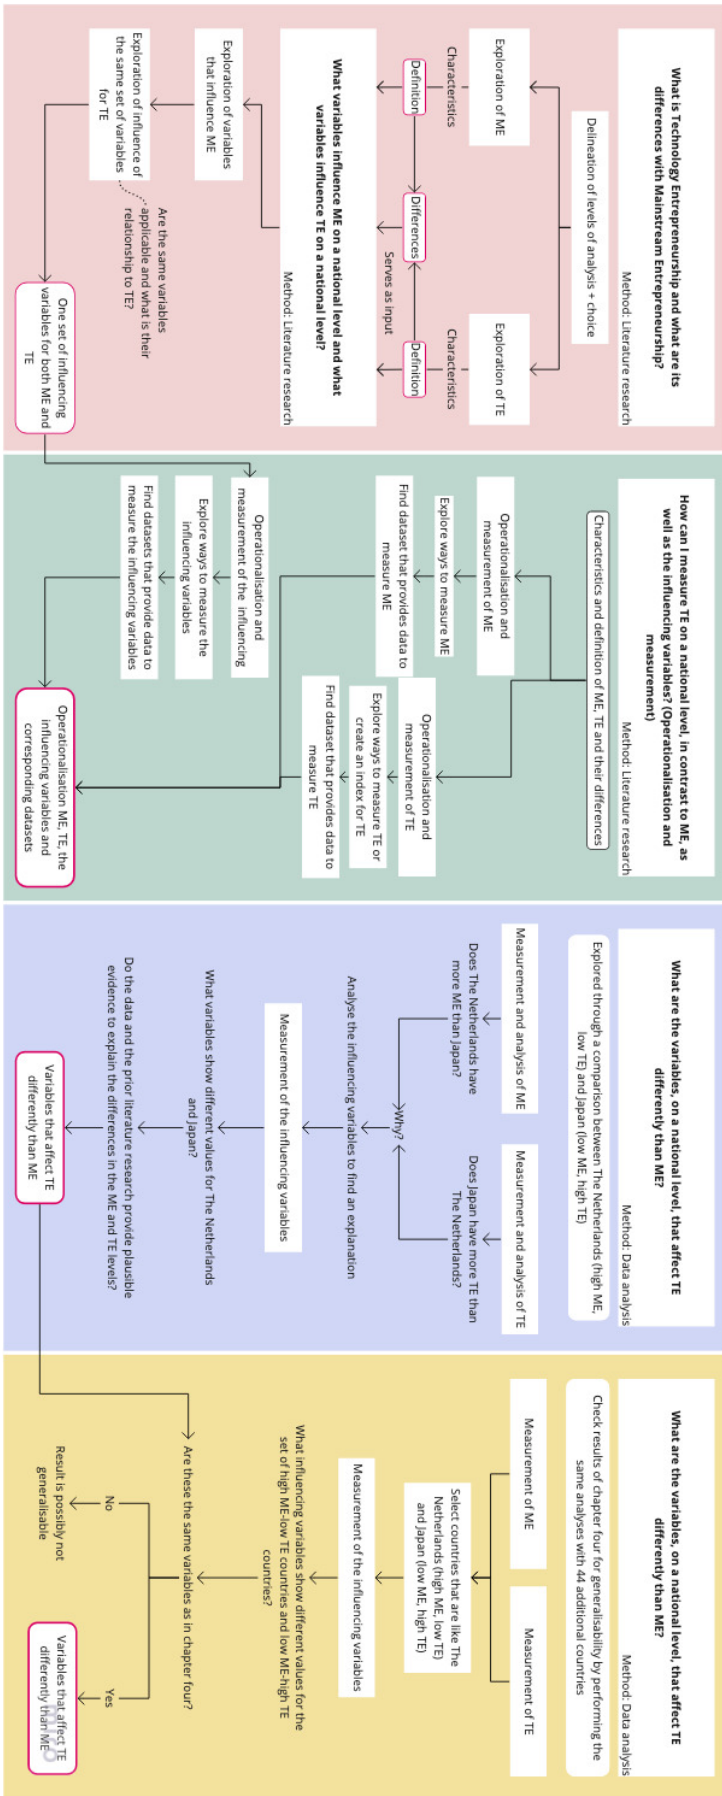 What is Technology Entrepreneurship and what are its
differences with Mainstream Entrepreneurship?
Method: Literature research
Delineation of levels of analysis + choice
Exploration of ME
Exploration of TE
Characteristics
Characteristics
Definition
Differences
Definition
Serves as input
What variables influence ME on a national level and what
variables influence TE on a national level?
Method: Literature research
Exploration of variables
that influence ME
Exploration of influence of
the same set of variables
for TE
Are the same variables
applicable and what is their
relationship to TE?
One set of influencing
variables for both ME and
TE
How can I measure TE on a national level, in contrast to ME, as
well as the influencing variables? (Operationalisation and
measurement)
Method: Literature research
Characteristics and definition of ME, TE and their differences
Operationalisation and
measurement of ME
Explore ways to measure ME
Find dataset that provides data to
measure ME
Operationalisation and
measurement of TE
Explore ways to measure TE or
create an index for TE
Find dataset that provides data to
measure TE
Operationalisation and
measurement of the influencing
variables
Explore ways to measure the
influencing variables
Find datasets that provide data to
measure the influencing variables
Operationalisation ME, TE, the
influencing variables and
corresponding datasets
What are the variables, on a national level, that affect TE
differently than ME?
Method: Data analysis
Explored through a comparison between The Netherlands (high ME,
low TE) and Japan (low ME, high TE)
Measurement and analysis of ME
Measurement and analysis of TE
Does The Netherlands have
more ME than Japan?
Does Japan have more TE than
The Netherlands?
Why?
Analyse the influencing variables to find an explanation
Measurement of the influencing variables
What variables show different values for The Netherlands
and Japan?
Do the data and the prior literature research provide plausible
evidence to explain the differences in the ME and TE levels?
Variables that affect TE
differently than ME
What are the variables, on a national level, that affect TE
differently than ME?
Method: Data analysis
Check results of chapter four for generalisability by performing the
same analyses with 44 additional countries
Measurement of ME
Measurement of TE
Select countries that are like The
Netherlands (high ME, low TE)
and Japan (low ME, high TE)
Measurement of the influencing variables
What influencing variables show different values for the
set of high ME-low TE countries and low ME-high TE
countries?
Are these the same variables as in chapter four?
No
Yes
Result is possibly not
generalisable
Variables that affect TE
differently than ME
miro